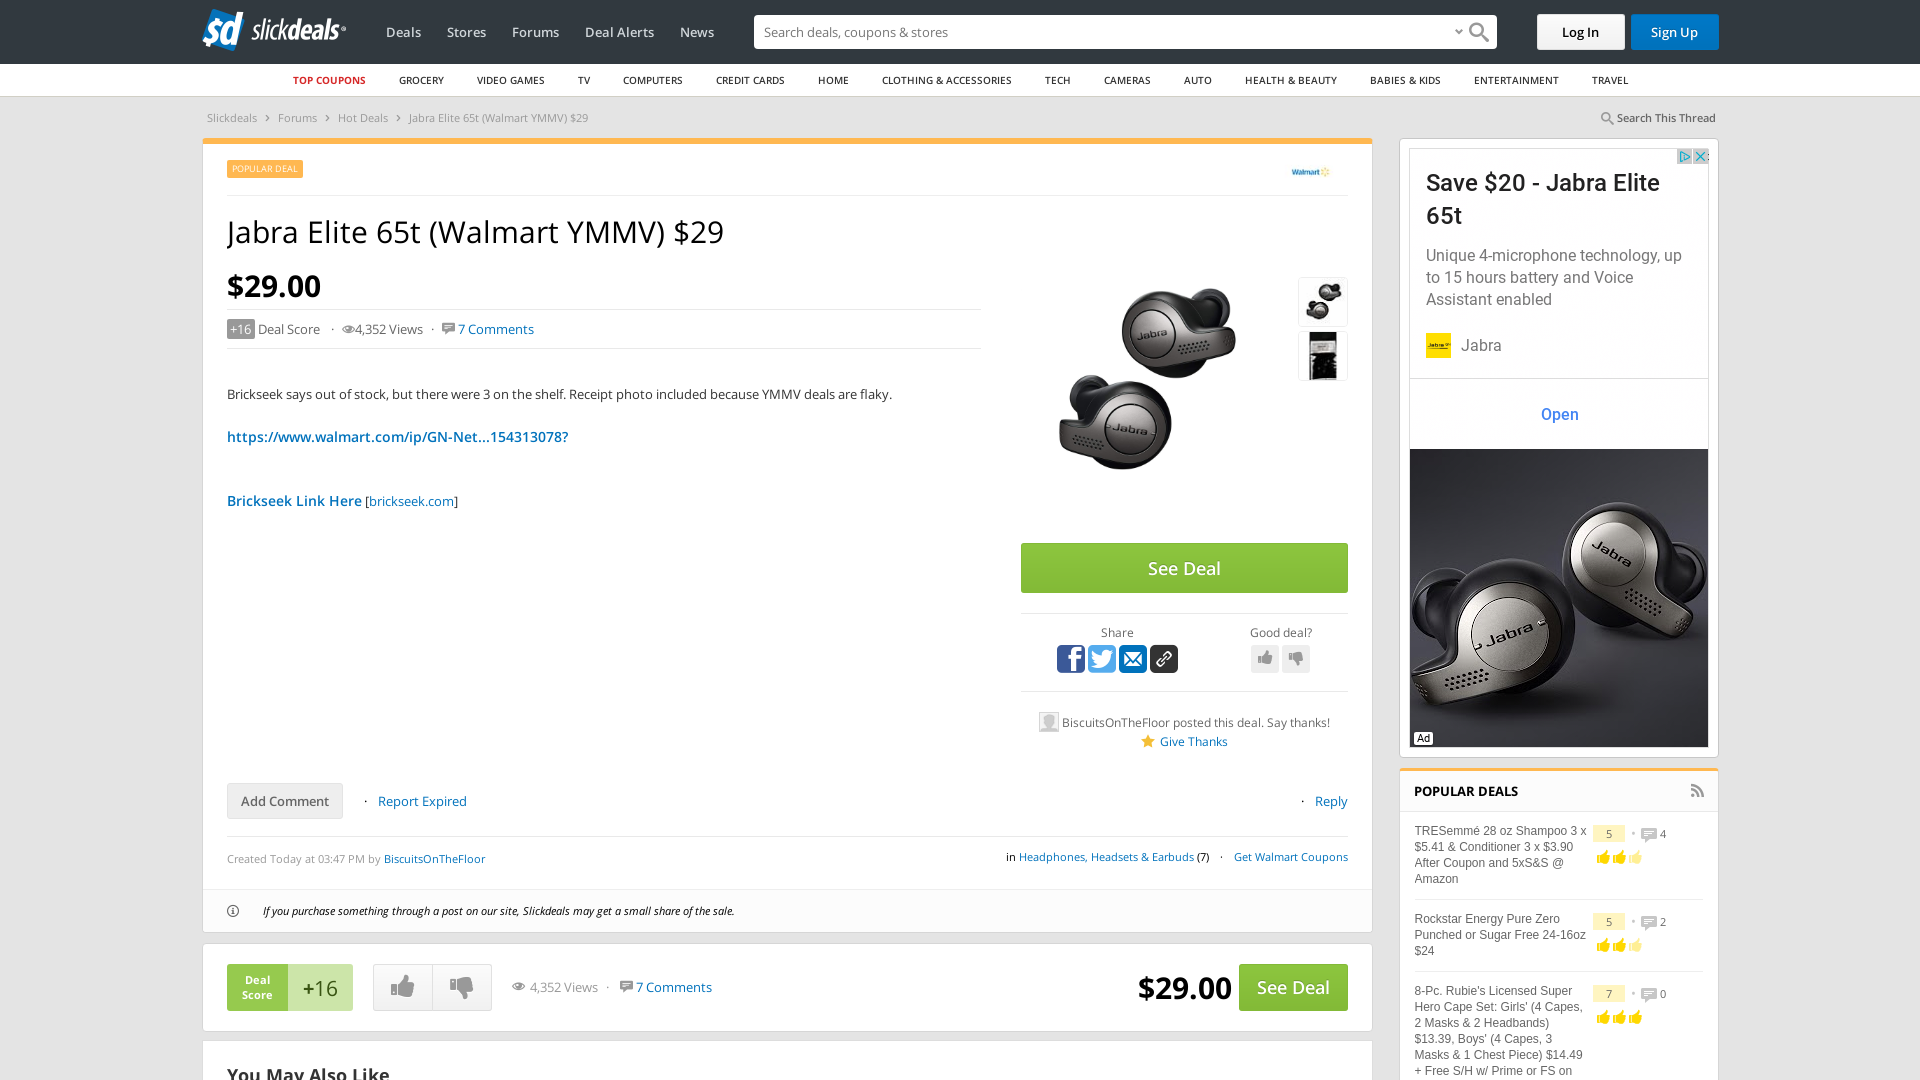 slickdeals
Deals
Stores
Forums
Deal Alerts
News
Search deals, coupons & stores
Log In
Sign Up
TOP COUPONS
GROCERY
VIDEO GAMES
TV
COMPUTERS
CREDIT CARDS
HOME
CLOTHING & ACCESSORIES
TECH
CAMERAS
AUTO
HEALTH & BEAUTY
BABIES & KIDS
ENTERTAINMENT
TRAVEL
Slickdeals > Forums > Hot Deals > Jabra Elite 65t (Walmart YMMV) $29
Search This Thread
POPULAR DEAL
Walmart
Jabra Elite 65t (Walmart YMMV) $29
$29.00
+16 Deal Score · 4,352 Views · 7 Comments
Brickseek says out of stock, but there were 3 on the shelf. Receipt photo included because YMMV deals are flaky.
https://www.walmart.com/ip/GN-Net...154313078?
Brickseek Link Here [brickseek.com]
Jabra
Jabra
See Deal
Share
Good deal?
BiscuitsOnTheFloor posted this deal. Say thanks!
Give Thanks
Add Comment
· Report Expired
· Reply
Created Today at 03:47 PM by BiscuitsOnTheFloor
in Headphones, Headsets & Earbuds (7) · Get Walmart Coupons
If you purchase something through a post on our site, Slickdeals may get a small share of the sale.
Deal
Score
+16
4,352 Views · 7 Comments
$29.00
See Deal
You May Also Like
Save $20 - Jabra Elite
65t
Unique 4-microphone technology, up
to 15 hours battery and Voice
Assistant enabled
Jabra
Jabra
Open
Jabra
Jabra
Ad
POPULAR DEALS
TRESemmé 28 oz Shampoo 3 x
$5.41 & Conditioner 3 x $3.90
After Coupon and 5xS&S @
Amazon
5 · 4
Rockstar Energy Pure Zero
Punched or Sugar Free 24-16oz
$24
5 · 2
8-Pc. Rubie's Licensed Super
Hero Cape Set: Girls' (4 Capes,
2 Masks & 2 Headbands)
$13.39, Boys' (4 Capes, 3
Masks & 1 Chest Piece) $14.49
+ Free S/H w/ Prime or FS on
7 · 0